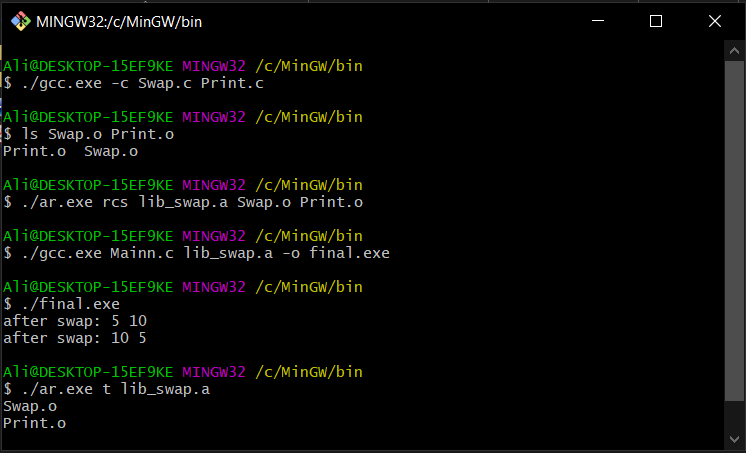 MINGW32:/c/MinGW/bin
Ali@DESKTOP-15EF9KE MINGW32 /c/MinGW/bin
$ ./gcc.exe -c Swap.c Print.c
Ali@DESKTOP-15EF9KE MINGW32 /c/MinGW/bin
$ ls Swap.o Print.o
Print.o  Swap.o
Ali@DESKTOP-15EF9KE MINGW32 /c/MinGW/bin
$ ./ar.exe rcs lib_swap.a Swap.o Print.o
Ali@DESKTOP-15EF9KE MINGW32 /c/MinGW/bin
$ ./gcc.exe Mainn.c lib_swap.a -o final.exe
Ali@DESKTOP-15EF9KE MINGW32 /c/MinGW/bin
$ ./final.exe
after swap: 5 10
after swap: 10 5
Ali@DESKTOP-15EF9KE MINGW32 /c/MinGW/bin
$ ./ar.exe t lib_swap.a
Swap.o
Print.o